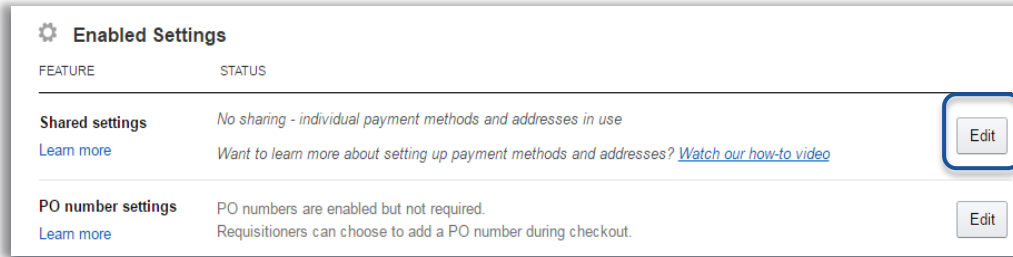 Enabled Settings
FEATURE STATUS
Shared settings No sharing - individual payment methods and addresses in use
Edit
Learn more Want to learn more about setting up payment methods and addresses? Watch our how-to video
PO number settings PO numbers are enabled but not required.
Edit
Learn more Requisitioners can choose to add a PO number during checkout.